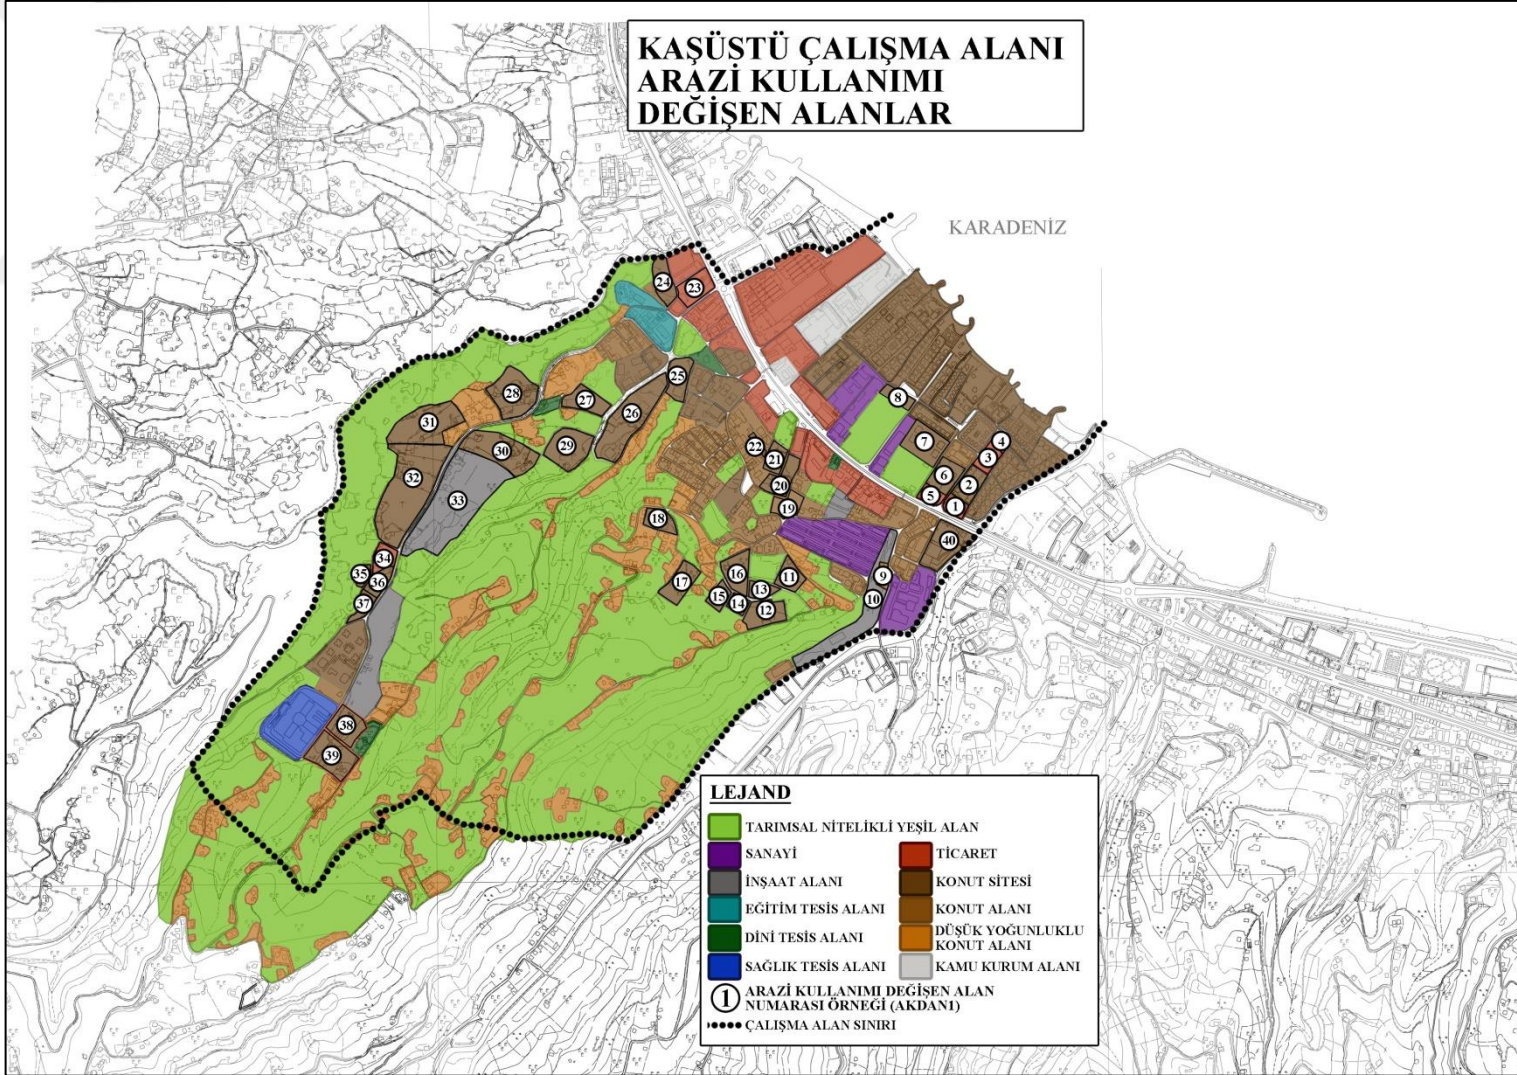 KAŞÜSTÜ ÇALIŞMA ALANI
ARAZİ KULLANIMI
DEĞİŞEN ALANLAR
KARADENİZ
24
23
25
28
27
26
31
29
30
32
33
8
7
4
3
6
2
5
1
22
21
20
19
40
18
34
35
36
37
17
16
11
15
13
14
12
9
10
38
39
LEJAND
TARIMSAL NİTELİKLİ YEŞİL ALAN
SANAYİ
TİCARET
İNŞAAT ALANI
KONUT SİTESİ
EĞİTİM TESIS ALANI
KONUT ALANI
DİNİ TESIS ALANI
DÜŞÜK YOĞUNLUKLU
KONUT ALANI
SAĞLIK TESIS ALANI
KAMU KURUM ALANI
1
ARAZİ KULLANIMI DEĞİŞEN ALAN
NUMARASI ÖRNEĞİ (AKDAN1)
ÇALIŞMA ALAN SINIRI